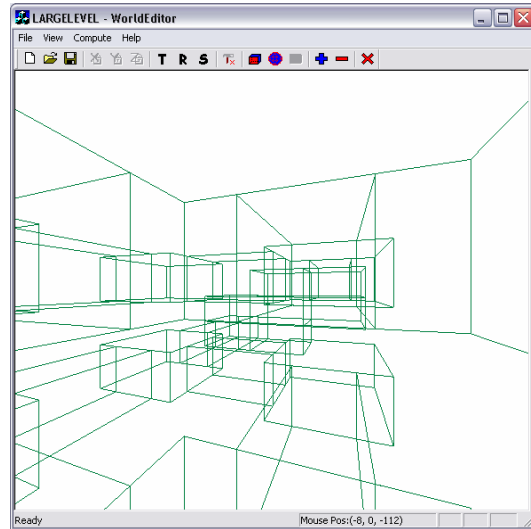 LARGELEVEL - WorldEditor
File View Compute Help
T R S
Ready Mouse Pos:(-8, 0, -112)